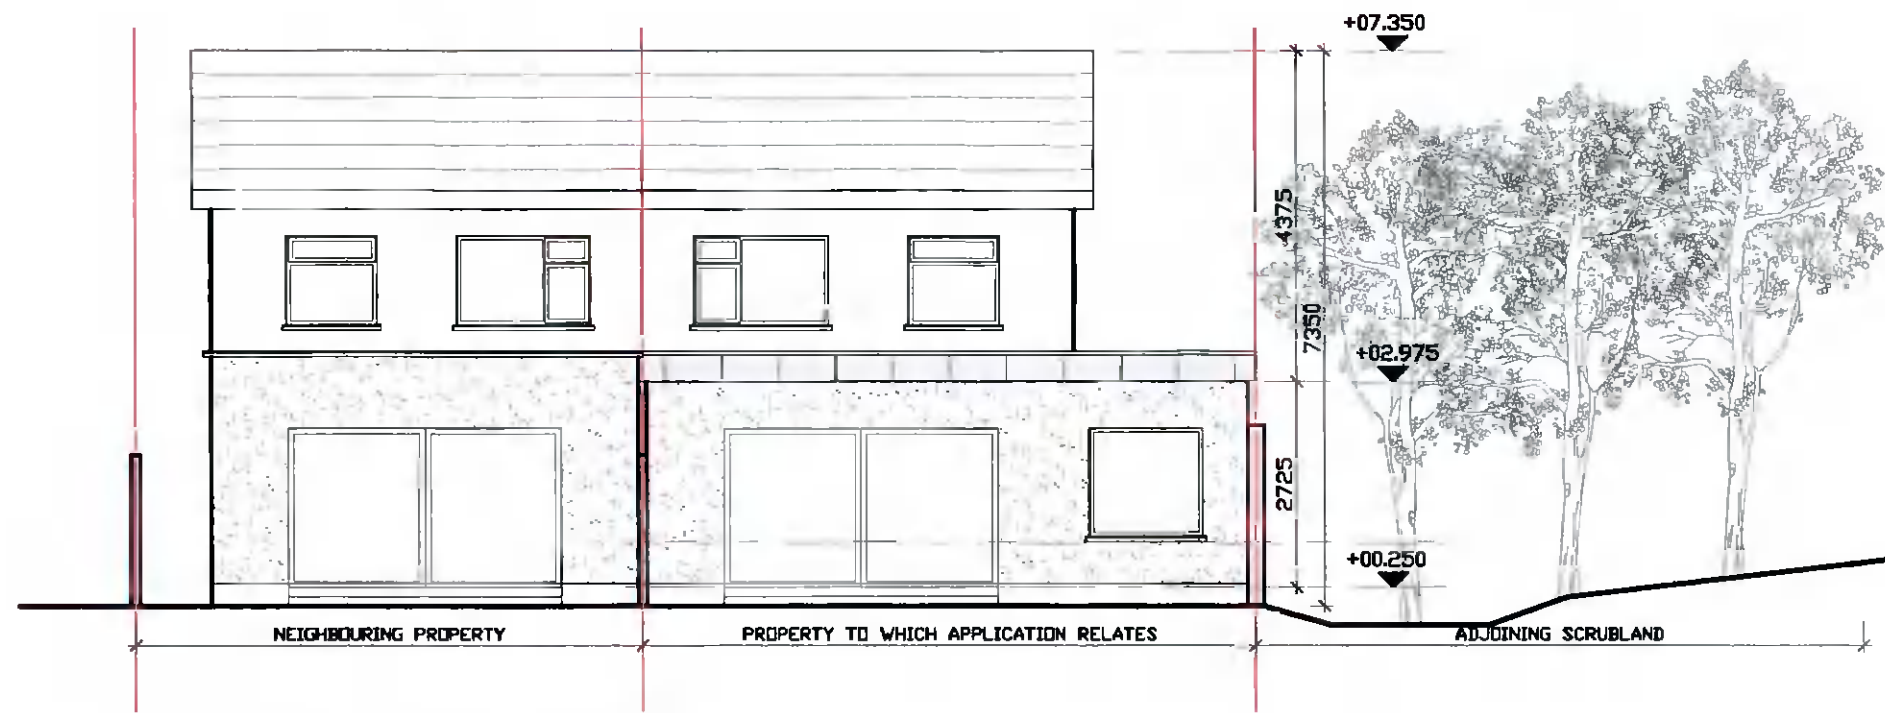 +07.350
4375
7350
+02.975
2725
+00.250
NEIGHBOURING PROPERTY
PROPERTY TO WHICH APPLICATION RELATES
ADJOINING SCRUBLAND